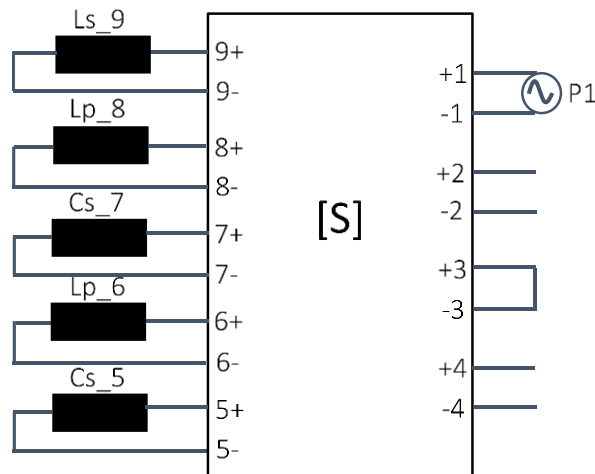 Ls_9
9+
9-
Lp_8
8+
8-
Cs_7
7+
7-
Lp_6
6+
6-
Cs_5
5+
5-
[S]
+1
-1
P1
+2
-2
+3
-3
+4
-4